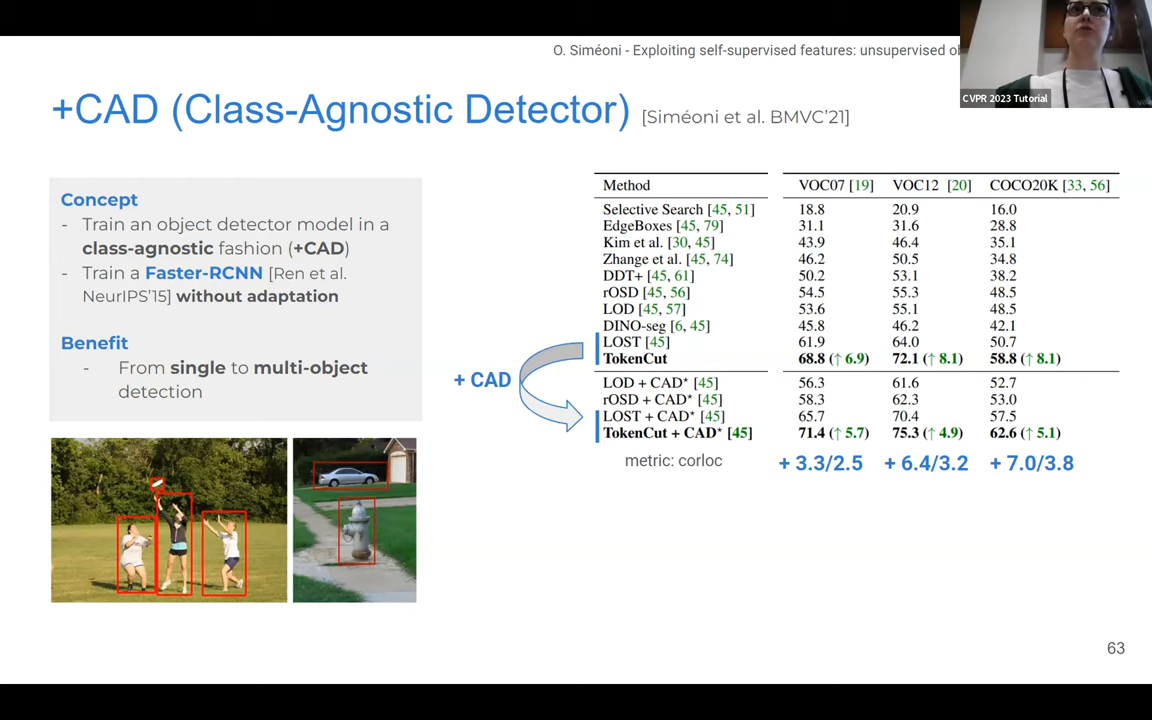 O. Siméoni - Exploiting self-supervised features: unsupervised
CVPR 2023 Tutorial
+CAD (Class-Agnostic Detector) [Siméoni et al. BMVC'21]
Concept
- Train an object detector model in a
class-agnostic fashion (+CAD)
- Train a Faster-RCNN [Ren et al.
NeurIPS'15] without adaptation
Benefit
- From single to multi-object
detection
+ CAD
Method VOC07 [19] VOC12 [20] COCO20K [33, 56]
Selective Search [45, 51] 18.8 20.9 16.0
EdgeBoxes [45, 79] 31.1 31.6 28.8
Kim et al. [30, 45] 43.9 46.4 35.1
Zhange et al. [45, 74] 46.2 50.5 34.8
DDT+ [45, 61] 50.2 53.1 38.2
rOSD [45, 56] 54.5 55.3 48.5
LOD [45, 57] 53.6 55.1 48.5
DINO-seg [6, 45] 45.8 46.2 42.1
LOST [45] 61.9 64.0 50.7
TokenCut 68.8 (↑ 6.9) 72.1 (↑ 8.1) 58.8 (↑ 8.1)
LOD + CAD* [45] 56.3 61.6 52.7
rOSD + CAD* [45] 58.3 62.3 53.0
LOST + CAD* [45] 65.7 70.4 57.5
TokenCut + CAD* [45] 71.4 (↑ 5.7) 75.3 (↑ 4.9) 62.6 (↑ 5.1)
metric: corloc + 3.3/2.5 + 6.4/3.2 + 7.0/3.8
63